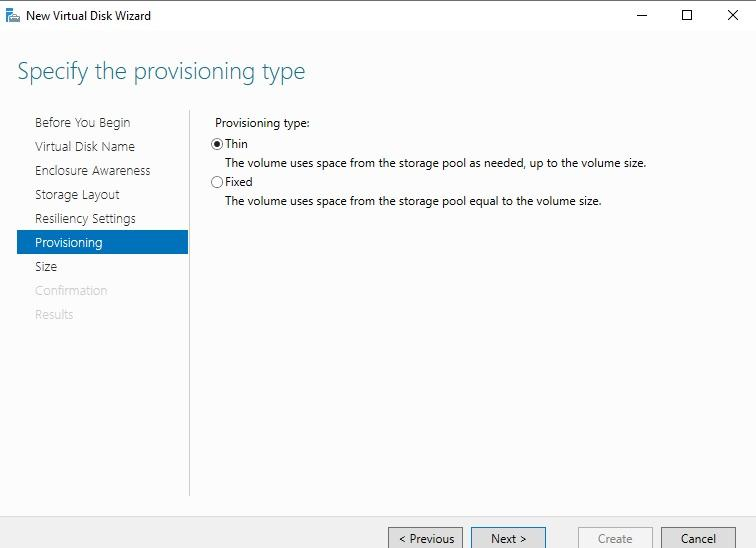 New Virtual Disk Wizard
Specify the provisioning type
Before You Begin
Virtual Disk Name
Enclosure Awareness
Storage Layout
Resiliency Settings
Provisioning
Size
Confirmation
Results
Provisioning type:
Thin
The volume uses space from the storage pool as needed, up to the volume size.
Fixed
The volume uses space from the storage pool equal to the volume size.
< Previous
Next >
Create
Cancel